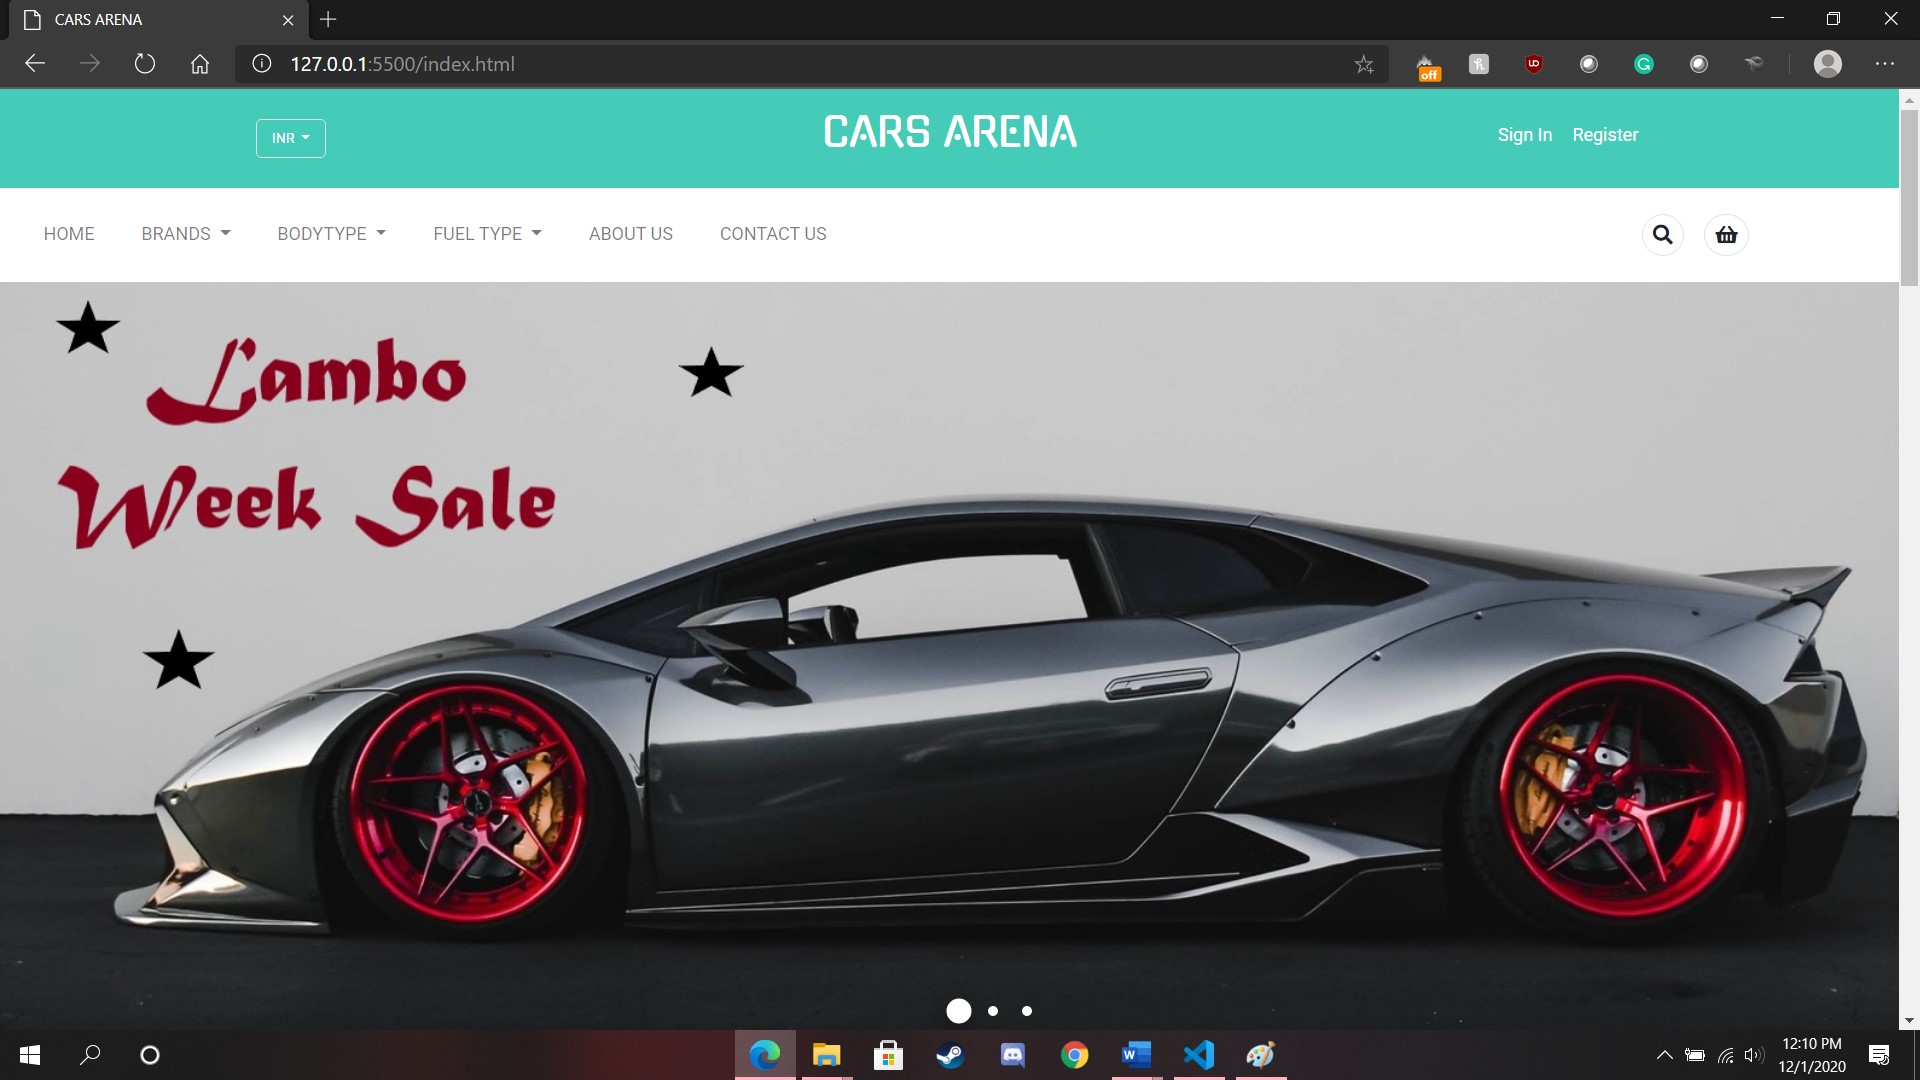 CARS ARENA
127.0.0.1:5500/index.html
off
INR
CARS ARENA
Sign In Register
HOME BRANDS BODYTYPE FUEL TYPE ABOUT US CONTACT US
Lambo
Week Sale
12:10 PM
12/1/2020